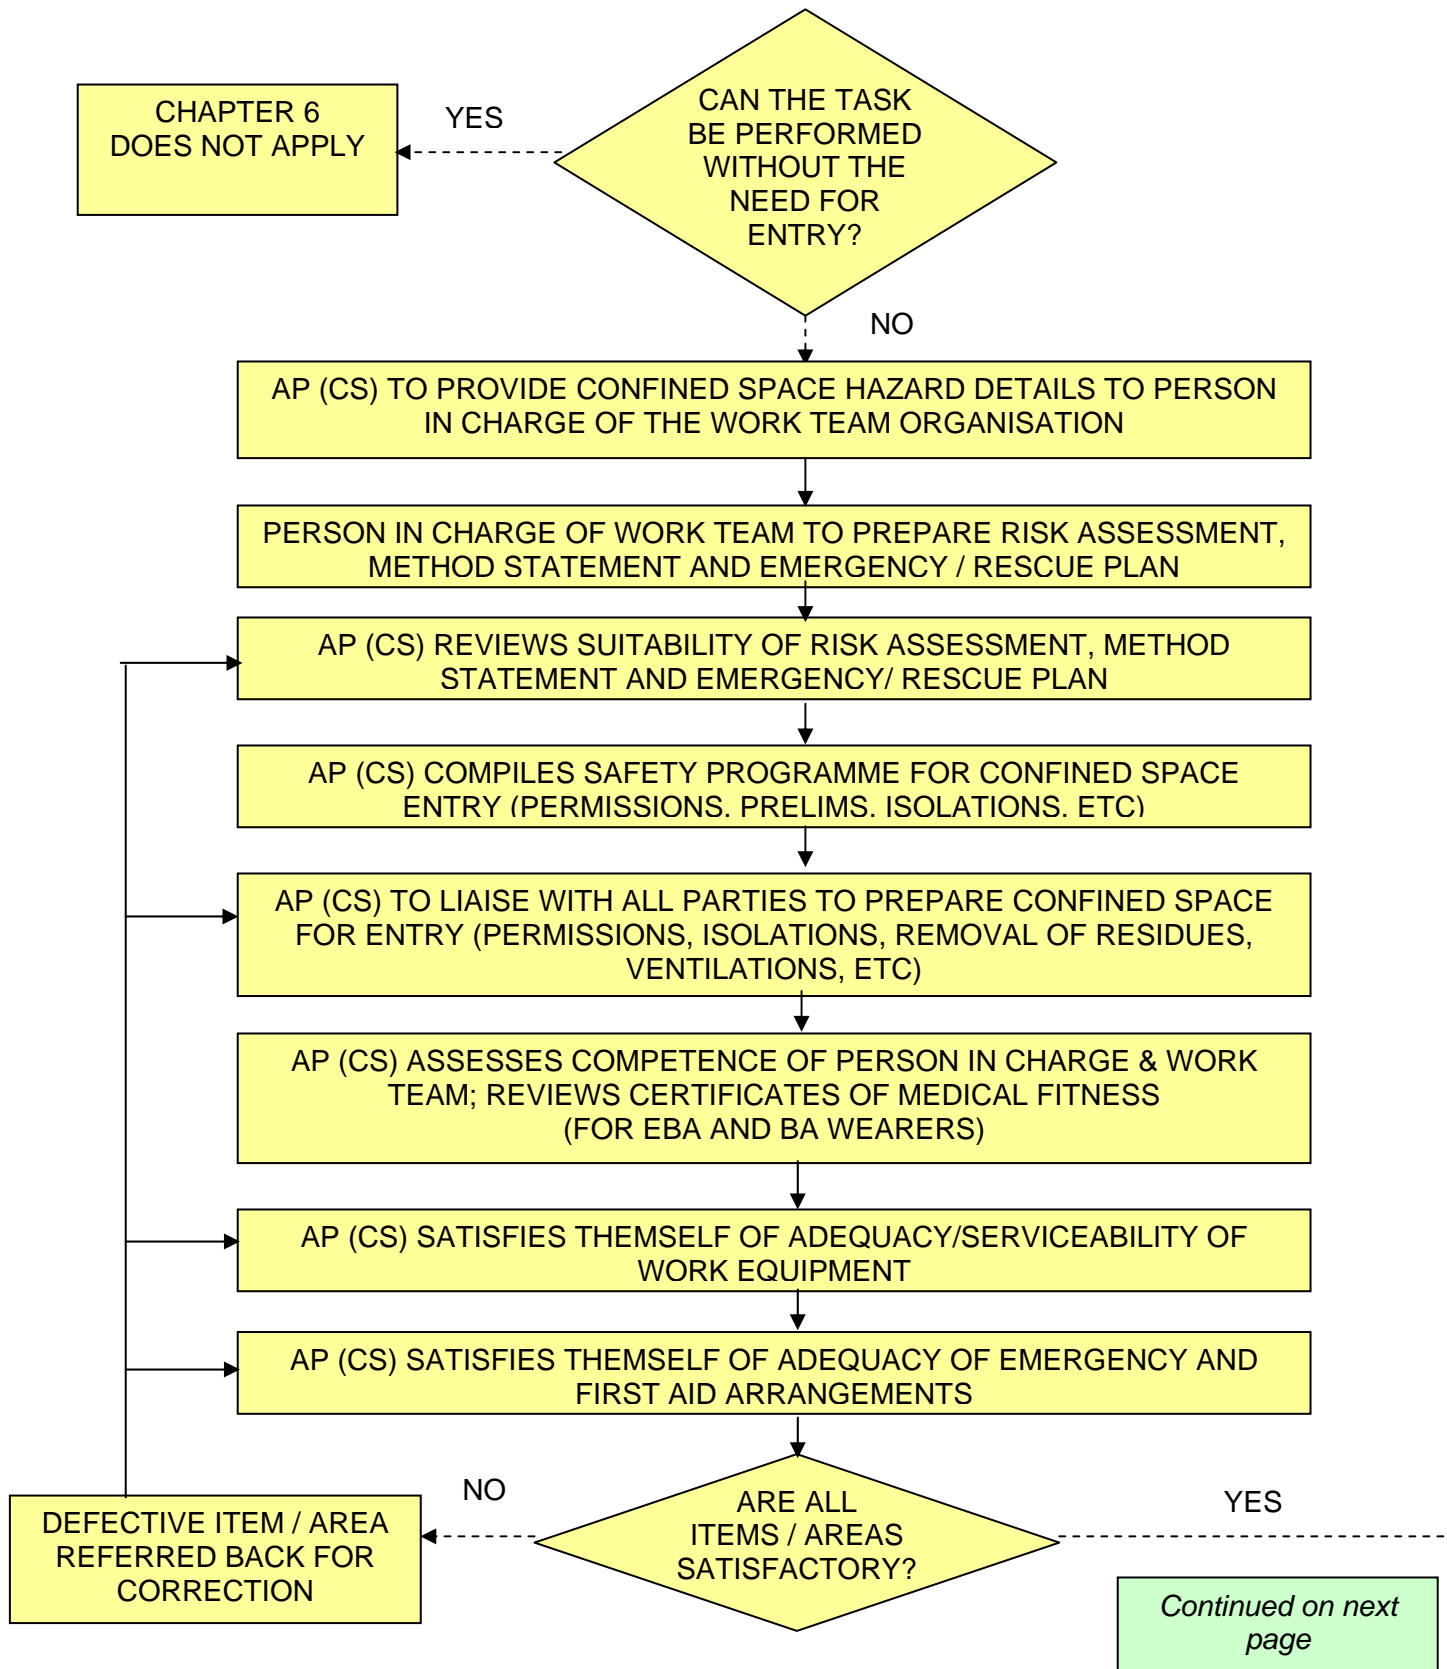 CAN THE TASK
BE PERFORMED
WITHOUT THE
NEED FOR
ENTRY?
YES
CHAPTER 6
DOES NOT APPLY
NO
AP (CS) TO PROVIDE CONFINED SPACE HAZARD DETAILS TO PERSON
IN CHARGE OF THE WORK TEAM ORGANISATION
PERSON IN CHARGE OF WORK TEAM TO PREPARE RISK ASSESSMENT,
METHOD STATEMENT AND EMERGENCY / RESCUE PLAN
AP (CS) REVIEWS SUITABILITY OF RISK ASSESSMENT, METHOD
STATEMENT AND EMERGENCY/ RESCUE PLAN
AP (CS) COMPILES SAFETY PROGRAMME FOR CONFINED SPACE
ENTRY (PERMISSIONS, PRELIMS, ISOLATIONS, ETC)
AP (CS) TO LIAISE WITH ALL PARTIES TO PREPARE CONFINED SPACE
FOR ENTRY (PERMISSIONS, ISOLATIONS, REMOVAL OF RESIDUES,
VENTILATIONS, ETC)
AP (CS) ASSESSES COMPETENCE OF PERSON IN CHARGE & WORK
TEAM; REVIEWS CERTIFICATES OF MEDICAL FITNESS
(FOR EBA AND BA WEARERS)
AP (CS) SATISFIES THEMSELF OF ADEQUACY/SERVICEABILITY OF
WORK EQUIPMENT
AP (CS) SATISFIES THEMSELF OF ADEQUACY OF EMERGENCY AND
FIRST AID ARRANGEMENTS
ARE ALL
ITEMS / AREAS
SATISFACTORY?
NO
YES
DEFECTIVE ITEM / AREA
REFERRED BACK FOR
CORRECTION
Continued on next
page